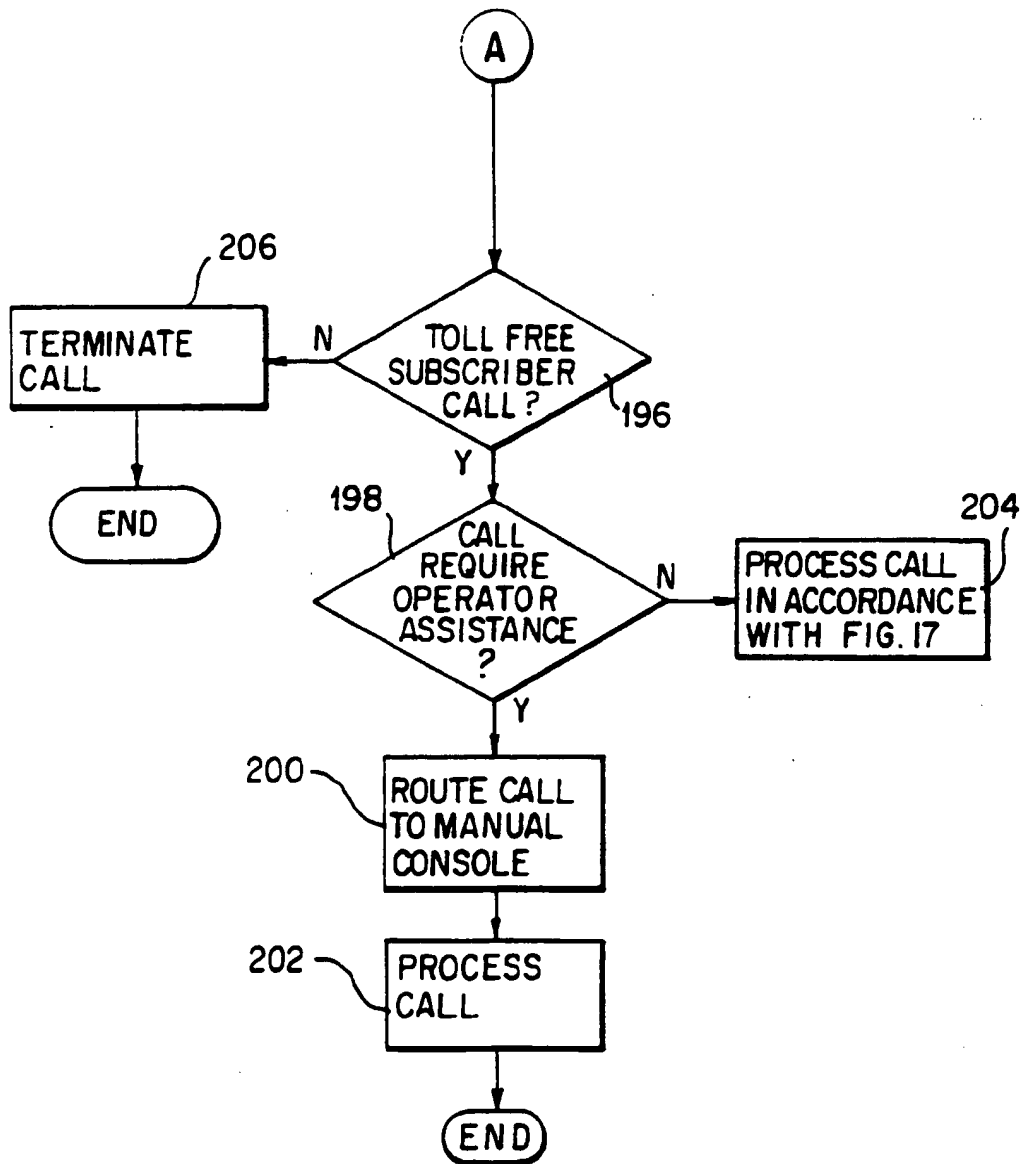 A
206
TERMINATE
CALL
N
TOLL FREE
SUBSCRIBER
CALL?
196
END
Y
198
CALL
REQUIRE
OPERATOR
ASSISTANCE
?
N
204
PROCESS CALL
IN ACCORDANCE
WITH FIG. 17
Y
200
ROUTE CALL
TO MANUAL
CONSOLE
202
PROCESS
CALL
END